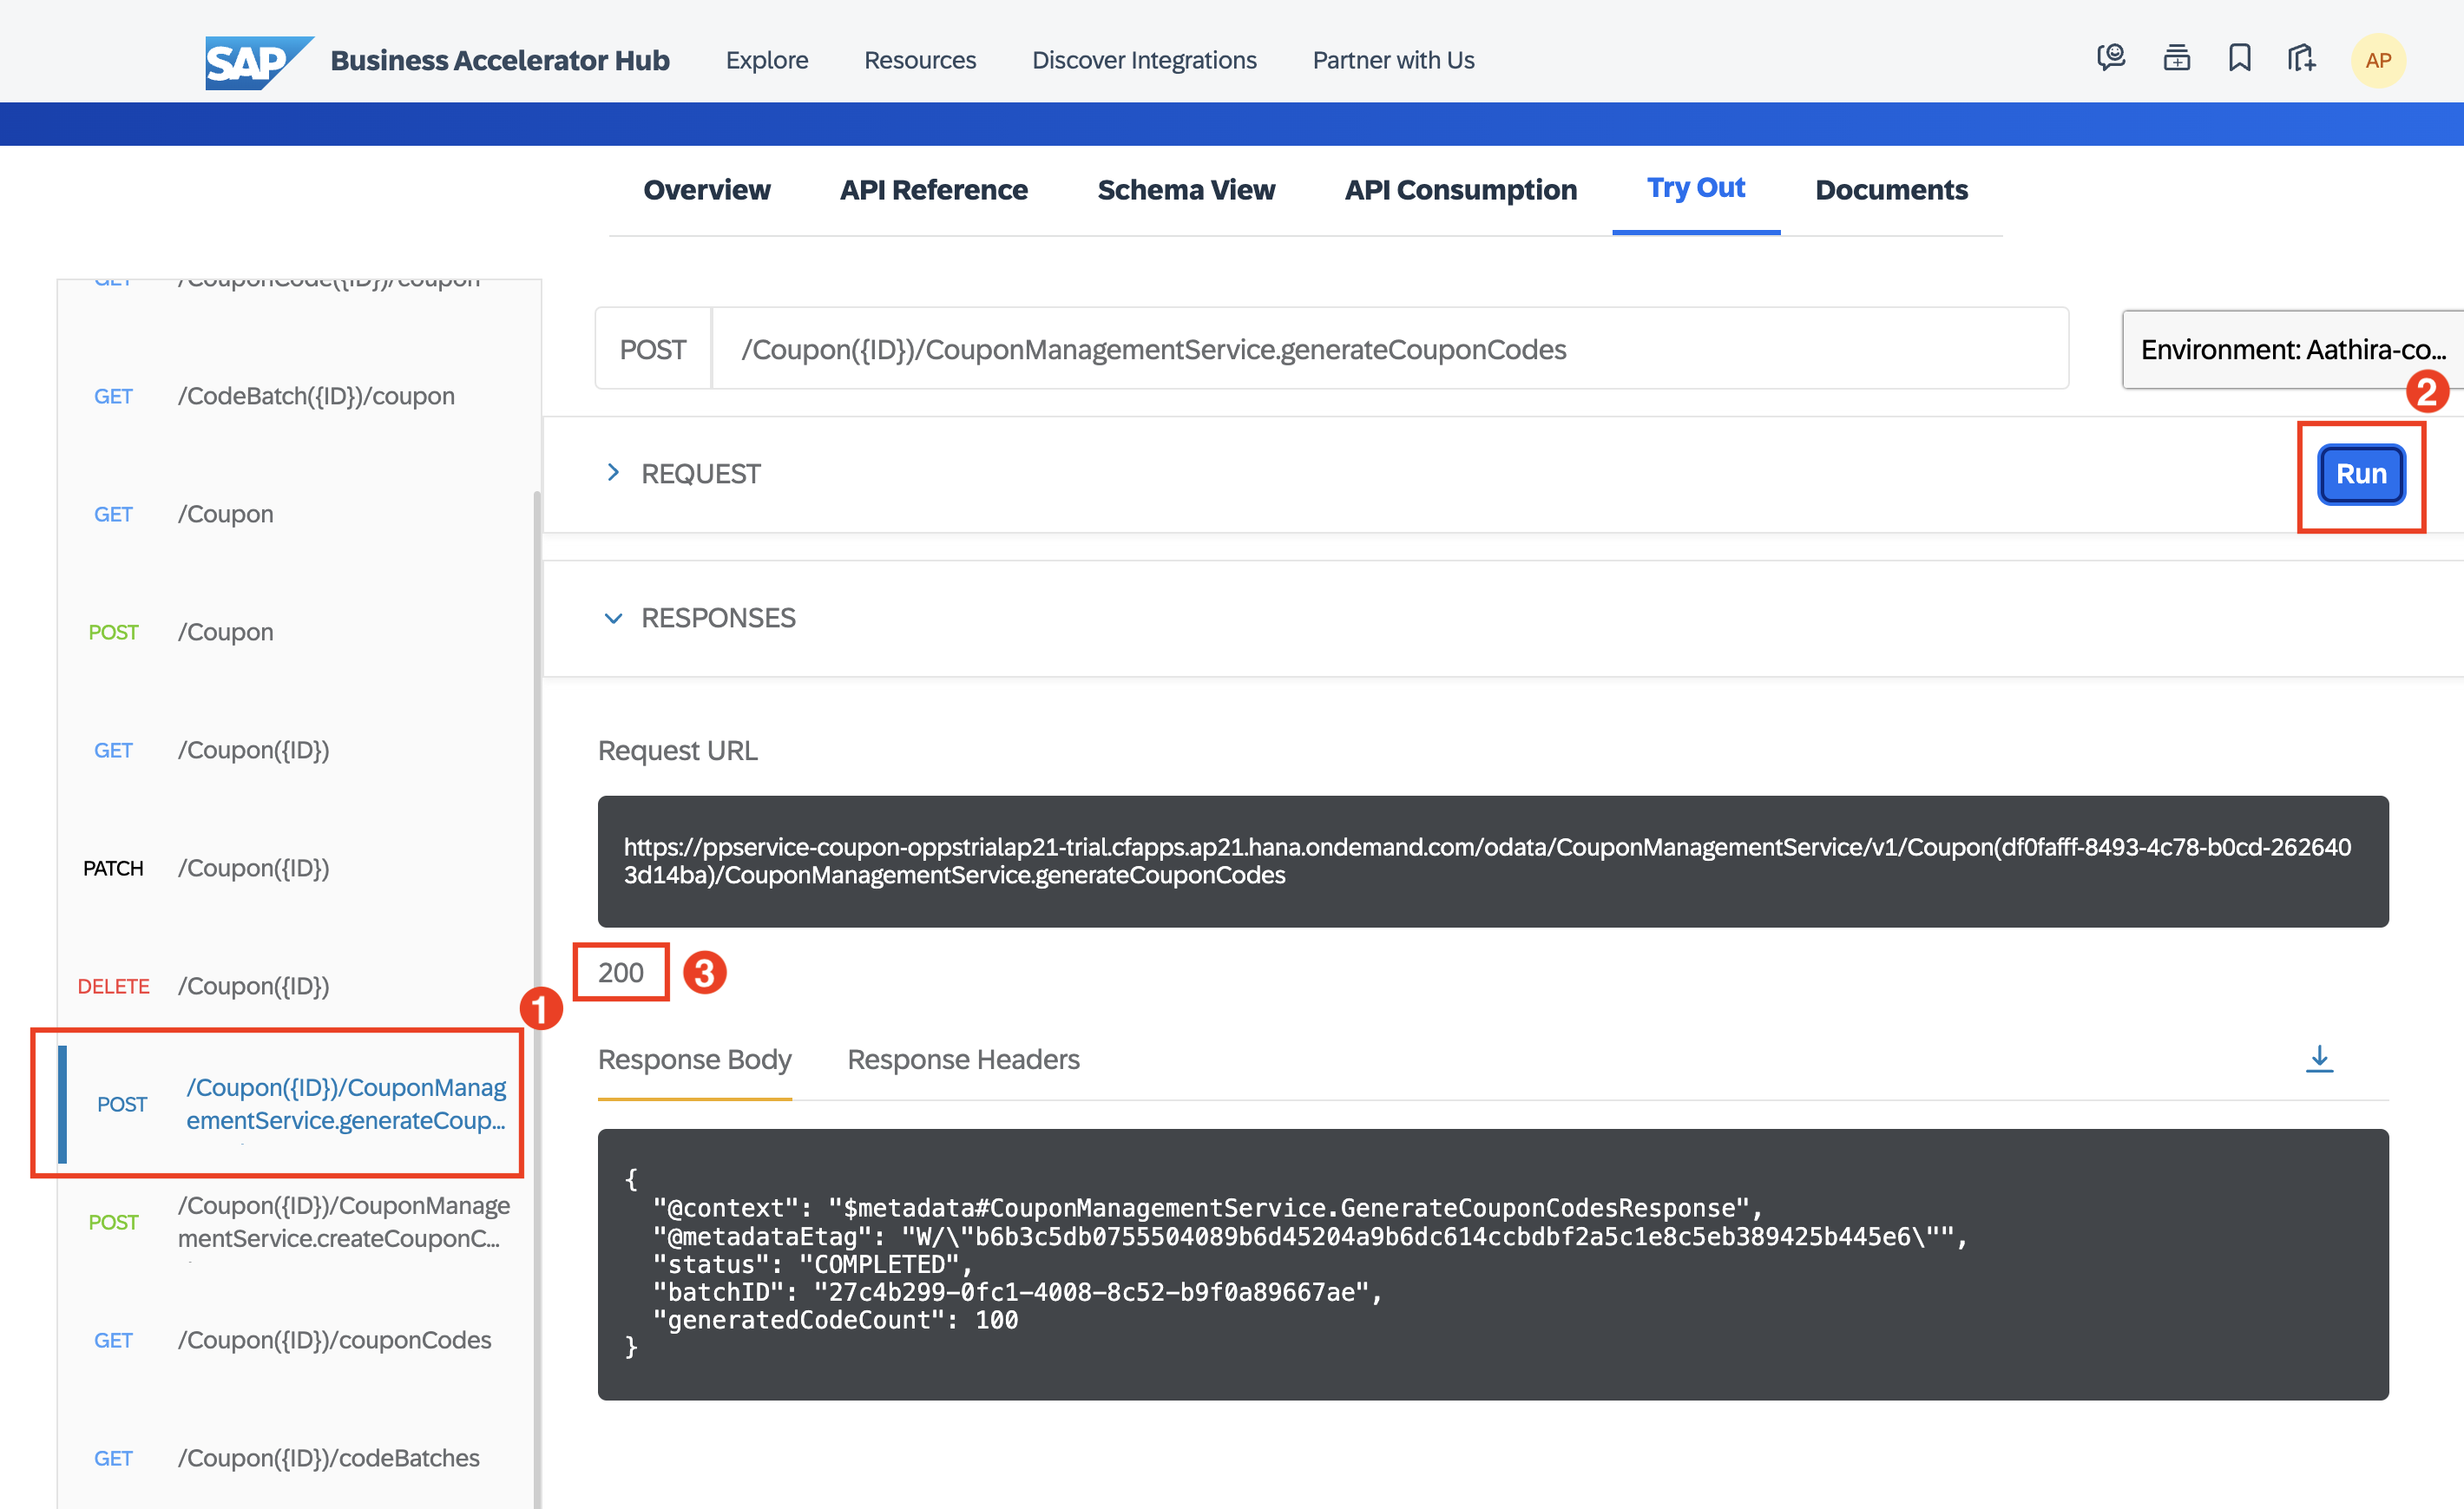 SAP Business Accelerator Hub Explore Resources Discover Integrations Partner with Us AP
Overview API Reference Schema View API Consumption Try Out Documents
GET /CouponCode({ID})/coupon
GET /CodeBatch({ID})/coupon
GET /Coupon
POST /Coupon
GET /Coupon({ID})
PATCH /Coupon({ID})
DELETE /Coupon({ID})
1
POST /Coupon({ID})/CouponManag
ementService.generateCoup...
POST /Coupon({ID})/CouponManage
mentService.createCouponC...
GET /Coupon({ID})/couponCodes
GET /Coupon({ID})/codeBatches
POST /Coupon({ID})/CouponManagementService.generateCouponCodes
Environment: Aathira-co...
2
REQUEST
Run
RESPONSES
Request URL
https://ppservice-coupon-oppstrialap21-trial.cfapps.ap21.hana.ondemand.com/odata/CouponManagementService/v1/Coupon(df0fafff-8493-4c78-b0cd-262640
3d14ba)/CouponManagementService.generateCouponCodes
200 3
Response Body Response Headers
{
"@context": "$metadata#CouponManagementService.GenerateCouponCodesResponse",
"@metadataEtag": "W/\"b6b3c5db0755504089b6d45204a9b6dc614ccbdbf2a5c1e8c5eb389425b445e6\"",
"status": "COMPLETED",
"batchID": "27c4b299-0fc1-4008-8c52-b9f0a89667ae",
"generatedCodeCount": 100
}